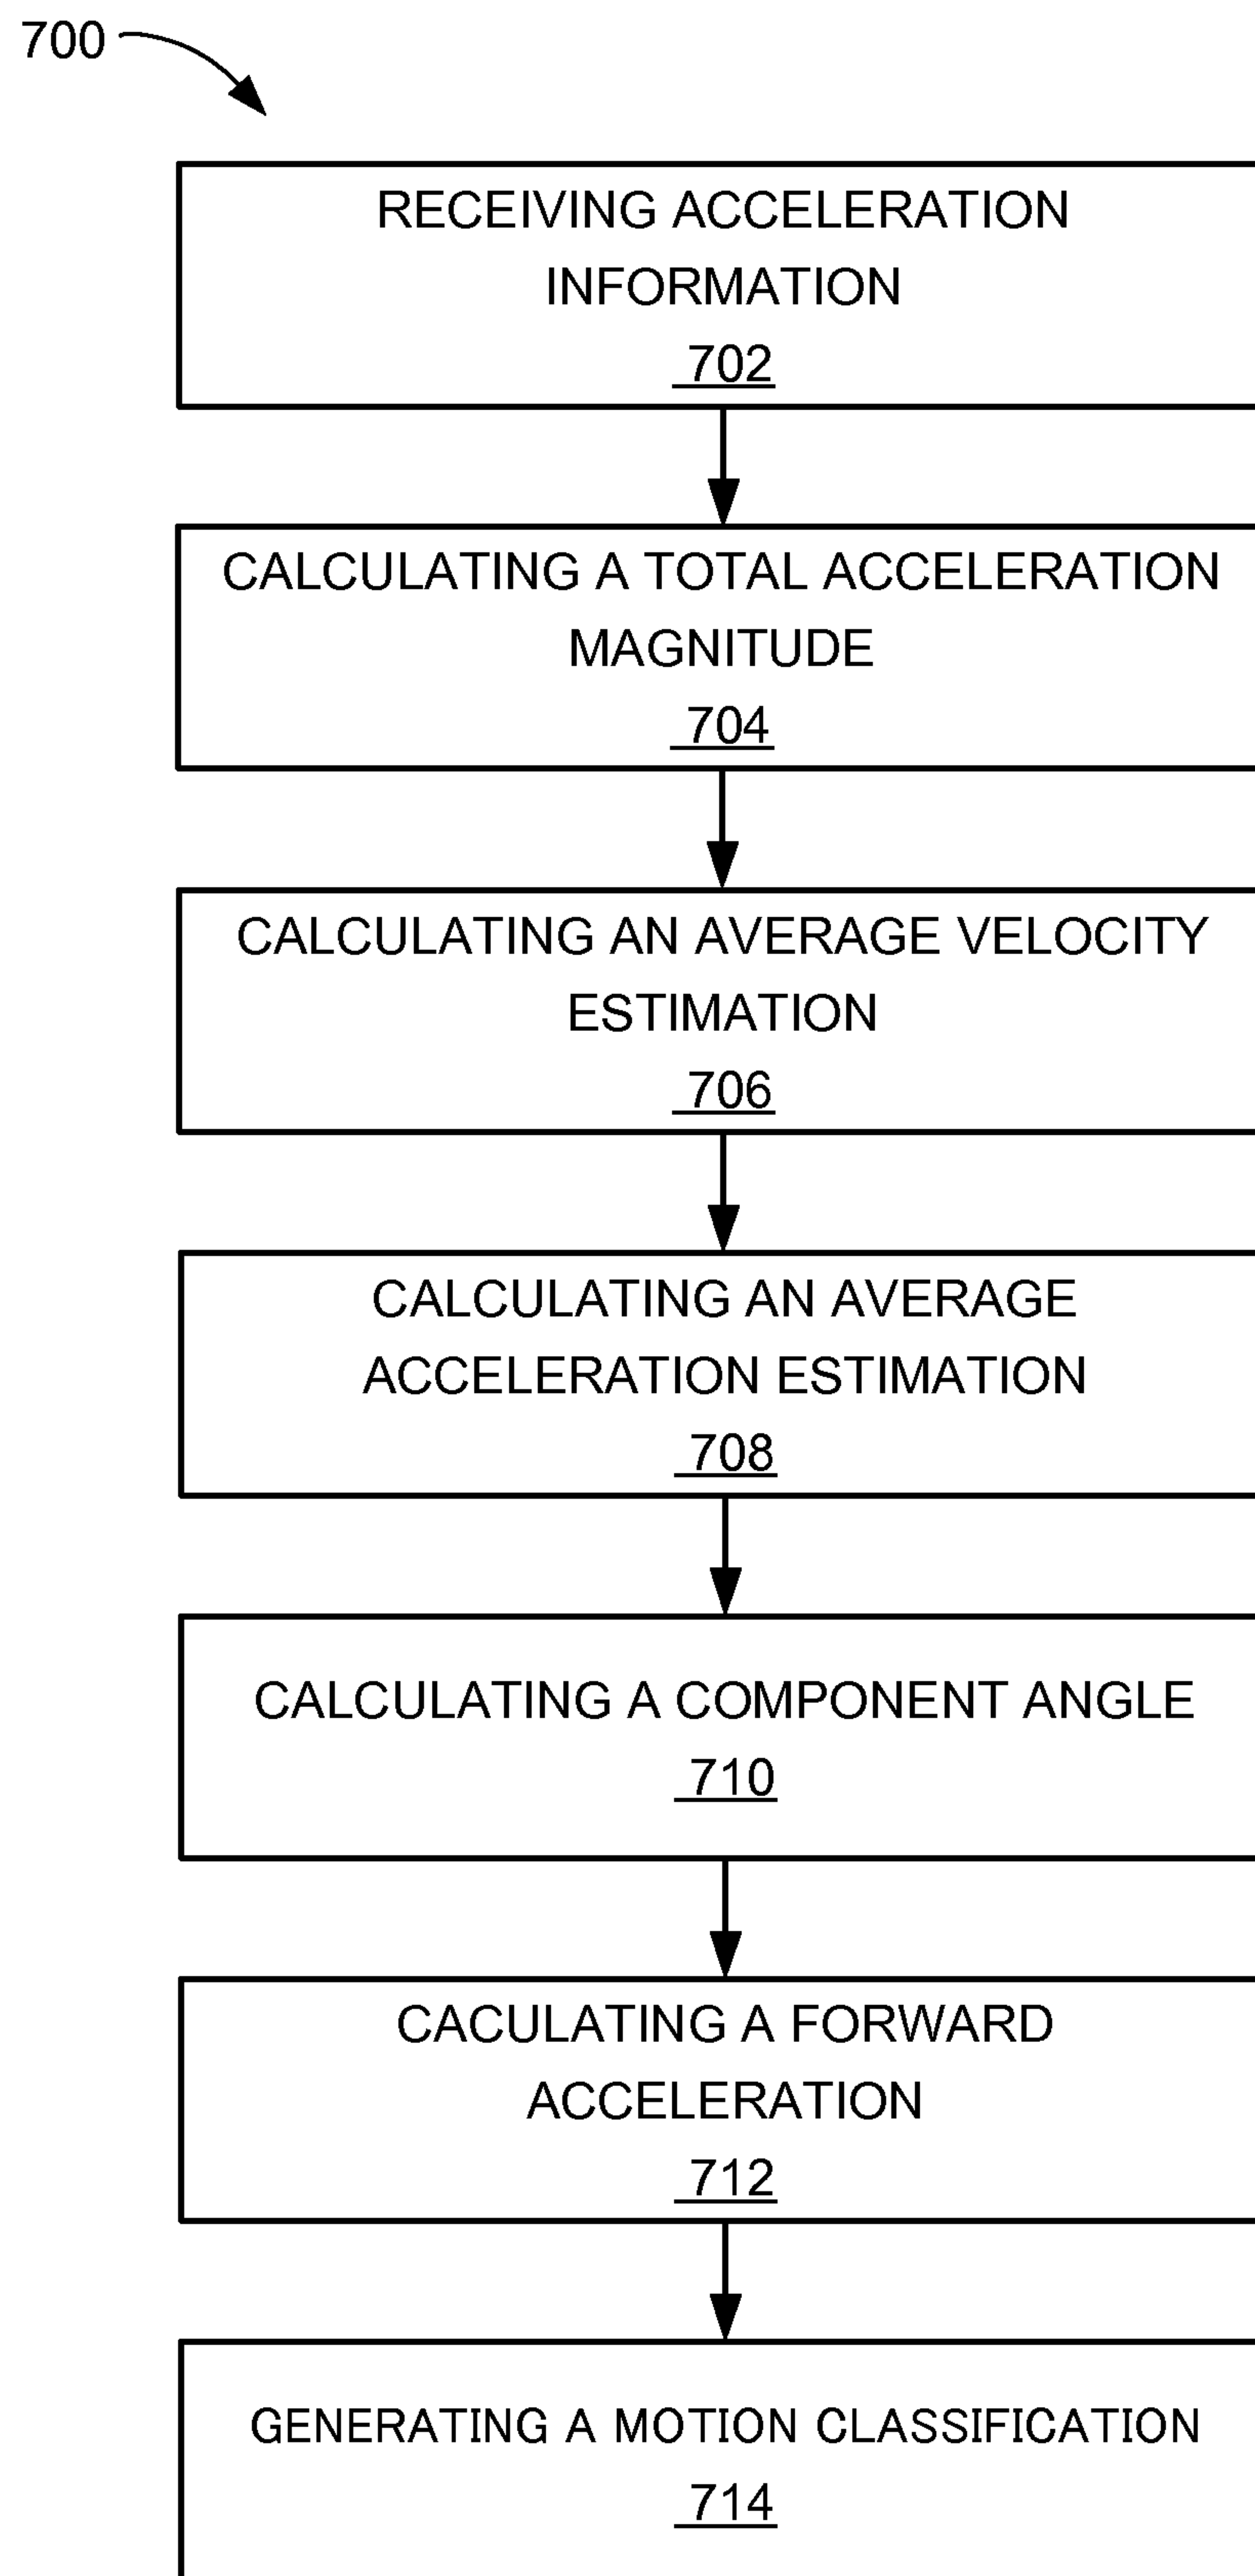 700
RECEIVING ACCELERATION
INFORMATION
702
CALCULATING A TOTAL ACCELERATION
MAGNITUDE
704
CALCULATING AN AVERAGE VELOCITY
ESTIMATION
706
CALCULATING AN AVERAGE
ACCELERATION ESTIMATION
708
CALCULATING A COMPONENT ANGLE
710
CACULATING A FORWARD
ACCELERATION
712
GENERATING A MOTION CLASSIFICATION
714